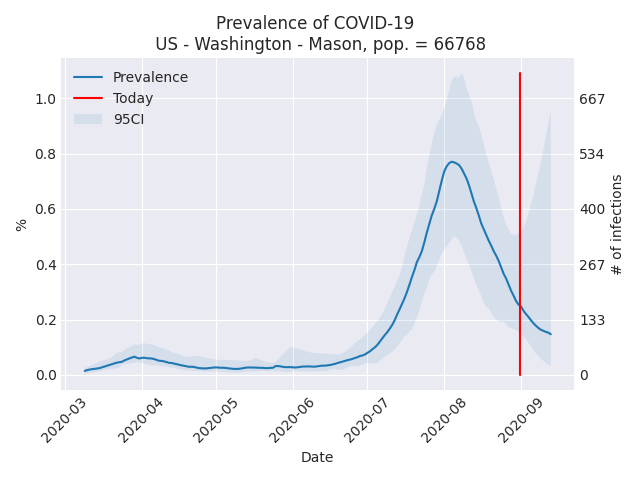 Prevalence of COVID-19
US - Washington - Mason, pop. = 66768
Prevalence
Today
95CI
1.0
0.8
0.6
0.4
0.2
0.0
%
667
534
400
267
133
0
# of infections
2020-03
2020-04
2020-05
2020-06
2020-07
2020-08
2020-09
Date